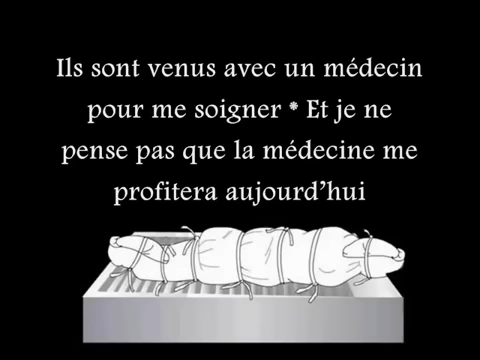 Ils sont venus avec un médecin
pour me soigner * Et je ne
pense pas que la médecine me
profitera aujourd’hui